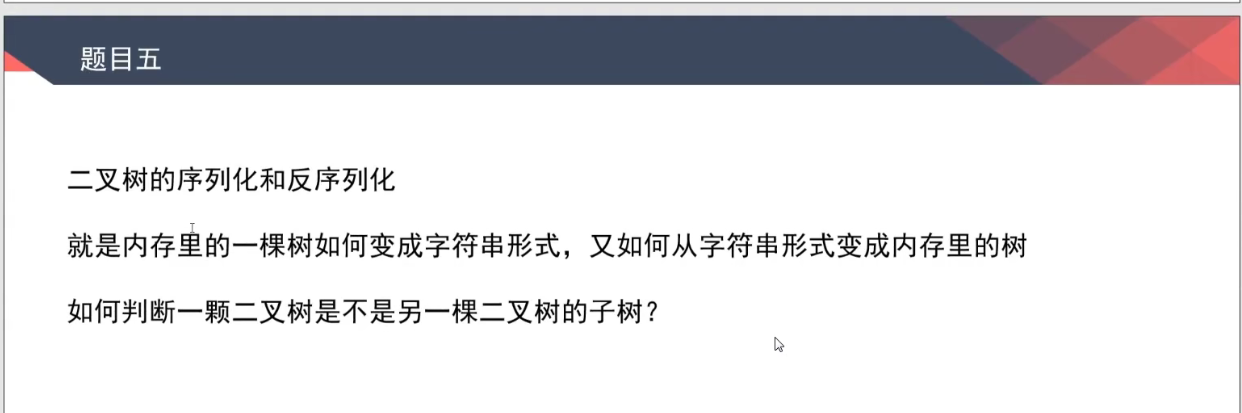 题目五
二叉树的序列化和反序列化
就是内存里的一棵树如何变成字符串形式，又如何从字符串形式变成内存里的树
如何判断一颗二叉树是不是另一棵二叉树的子树？